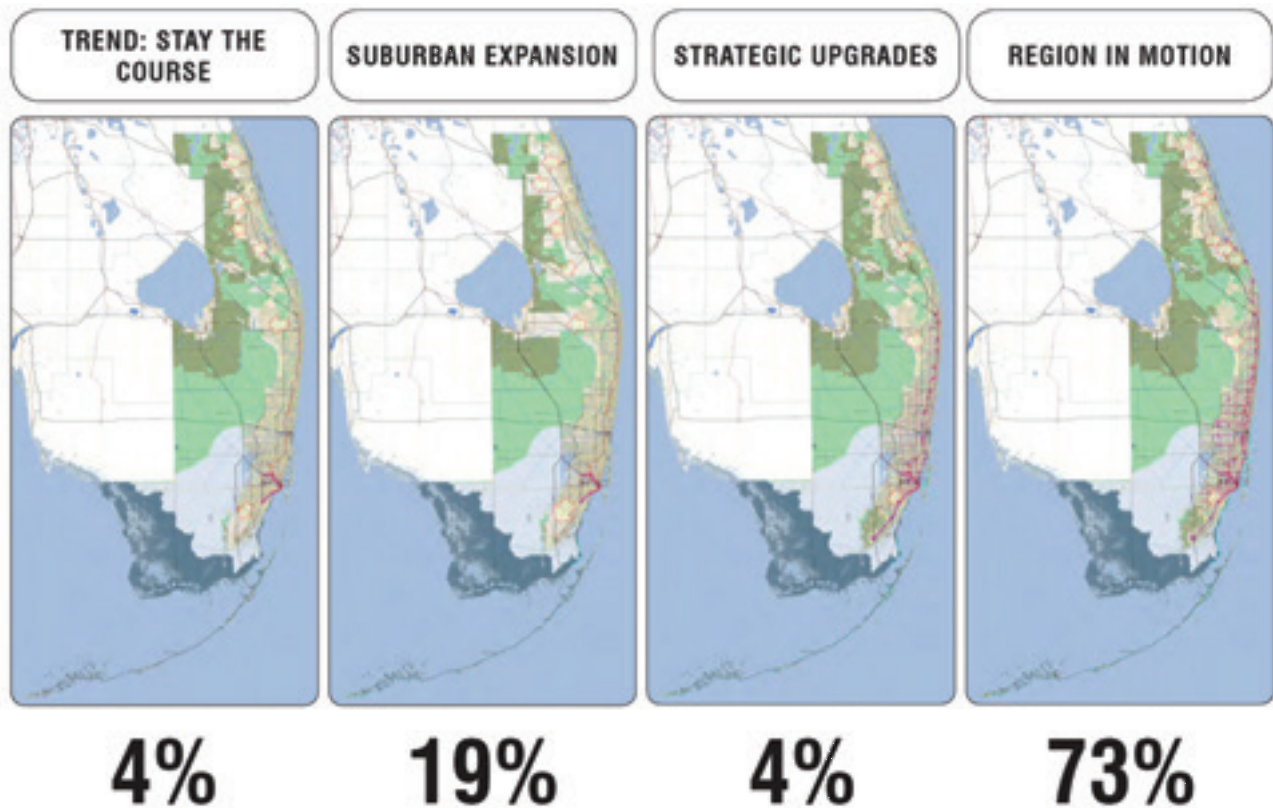 TREND: STAY THE
COURSE
SUBURBAN EXPANSION
STRATEGIC UPGRADES
REGION IN MOTION
4%
19%
4%
73%